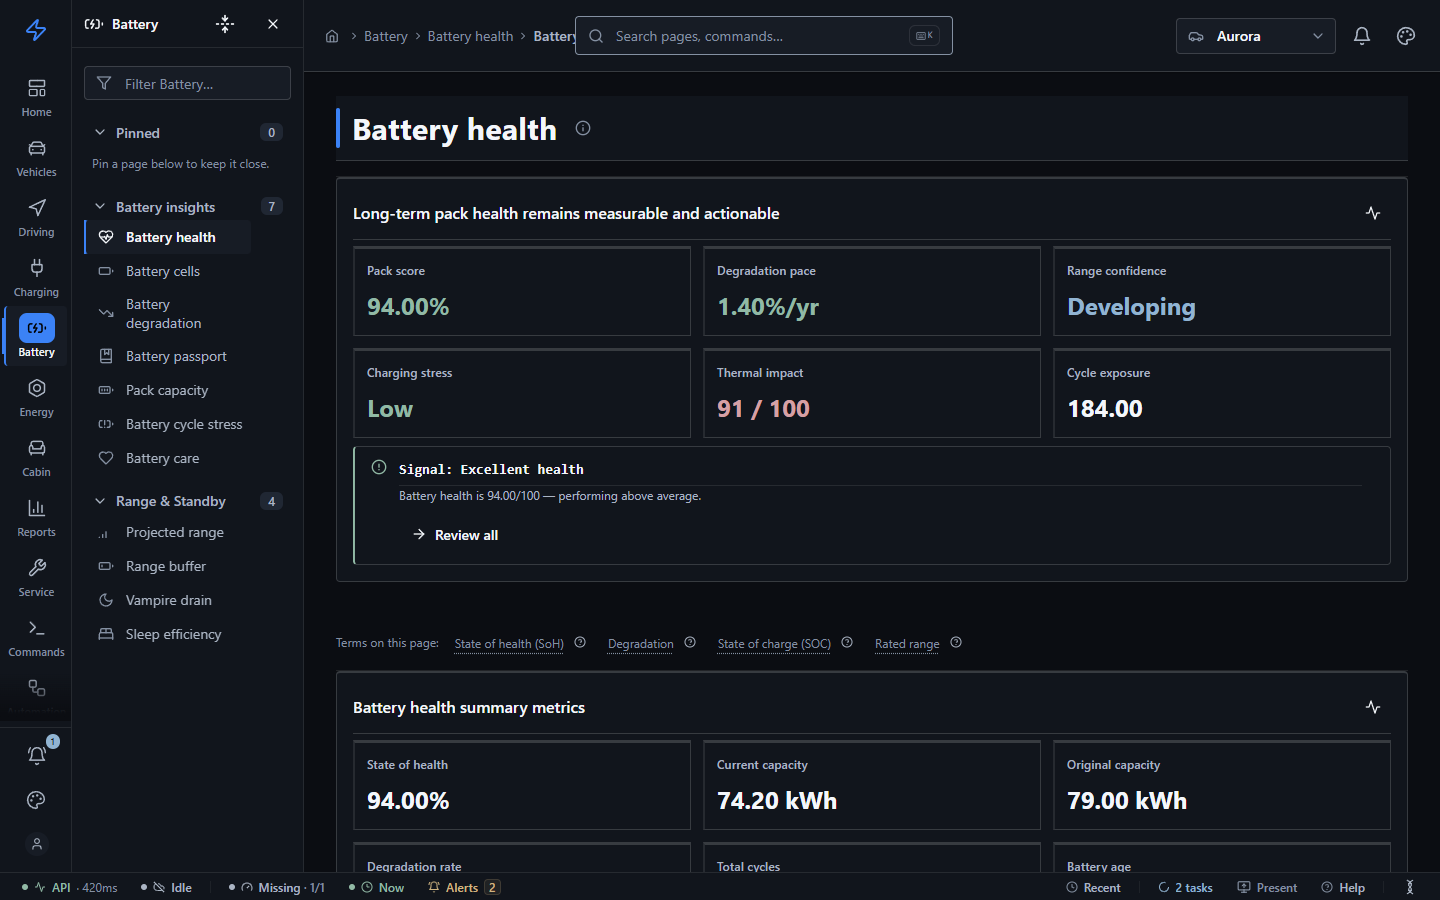 Battery
Battery
Battery health
Battery
Search pages, commands...
K
Aurora
Home
Vehicles
Driving
Charging
Battery
Energy
Cabin
Reports
Service
Commands
1
Filter Battery...
Pinned
0
Pin a page below to keep it close.
Battery insights
7
Battery health
Battery cells
Battery
degradation
Battery passport
Pack capacity
Battery cycle stress
Battery care
Range & Standby
4
Projected range
Range buffer
Vampire drain
Sleep efficiency
Battery health
Long-term pack health remains measurable and actionable
Pack score
94.00%
Degradation pace
1.40%/yr
Range confidence
Developing
Charging stress
Low
Thermal impact
91 / 100
Cycle exposure
184.00
Signal: Excellent health
Battery health is 94.00/100 — performing above average.
Review all
Terms on this page:
State of health (SoH)
Degradation
State of charge (SOC)
Rated range
Battery health summary metrics
State of health
94.00%
Current capacity
74.20 kWh
Original capacity
79.00 kWh
Degradation rate
Total cycles
Battery age
API · 420ms
Idle
Missing · 1/1
Now
Alerts 2
Recent
2 tasks
Present
Help